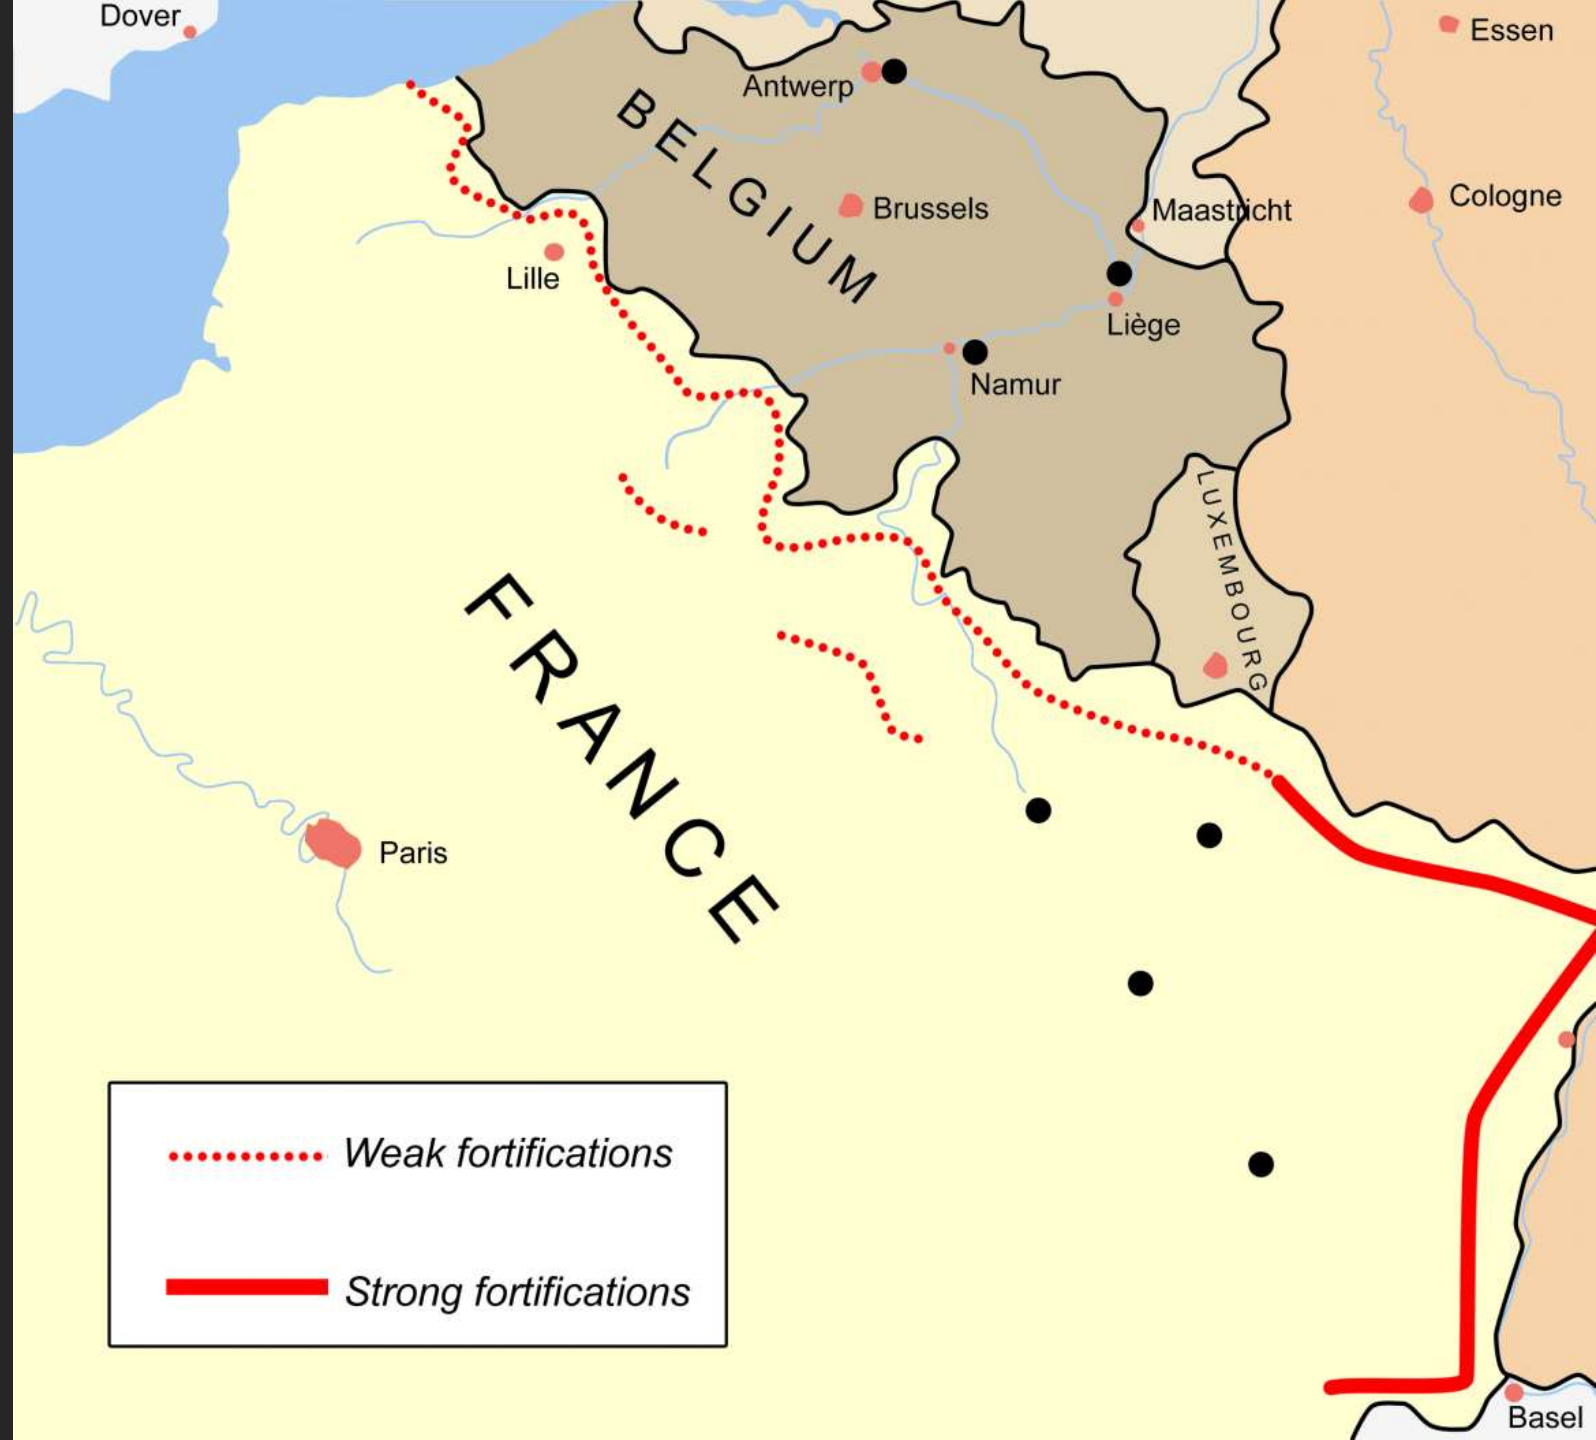 Dover
Essen
Antwerp
BELGIUM
Cologne
Brussels
Maastricht
Lille
Liège
Namur
LUXEMBOURG
FRANCE
Paris
Weak fortifications
Strong fortifications
Basel